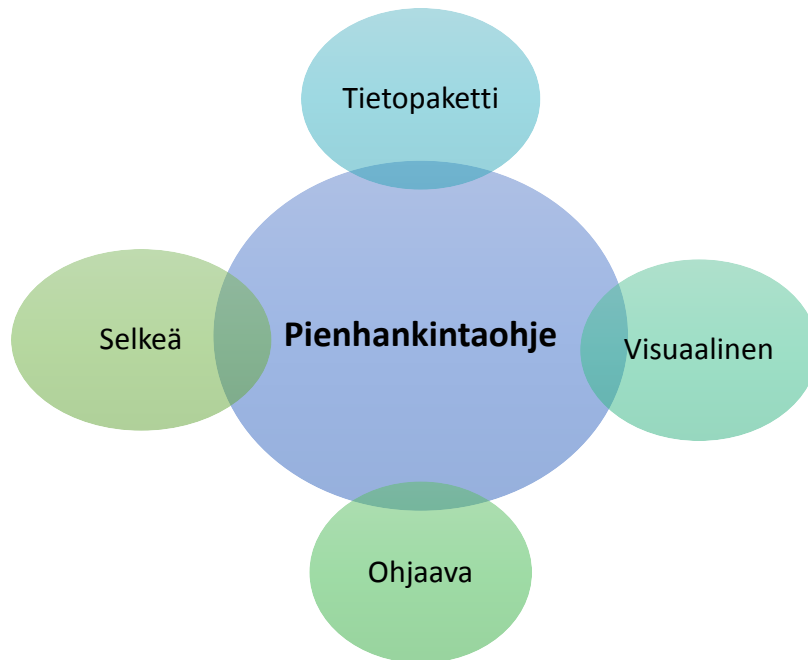 Tietopaketti
Selkeä
Pienhankintaohje
Visuaalinen
Ohjaava